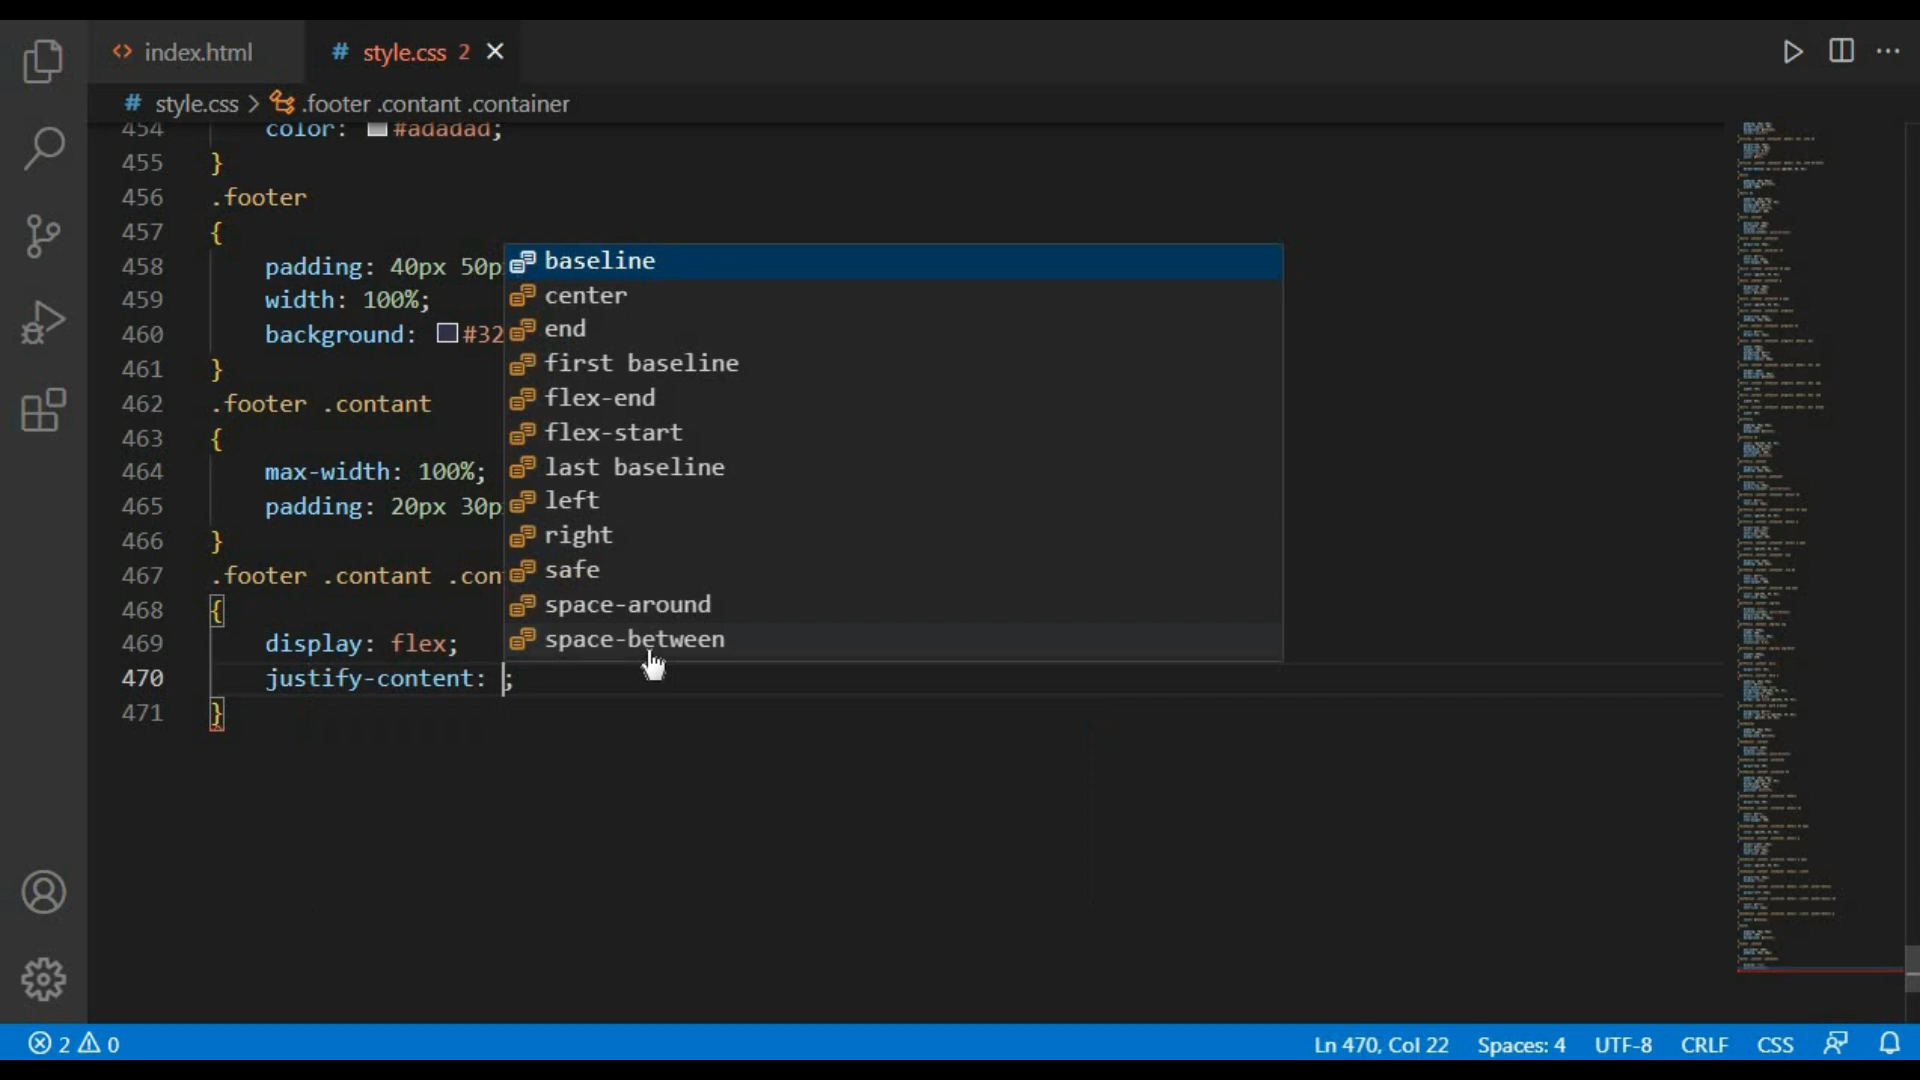 index.html
style.css 2
style.css > .footer .contant .container
454 color: #adadad;
455 }
456 .footer
457 {
458 padding: 40px 50p
459 width: 100%;
460 background: #32
461 }
462 .footer .contant
463 {
464 max-width: 100%;
465 padding: 20px 30p
466 }
467 .footer .contant .con
468 {
469 display: flex;
470 justify-content: ;
471 }
baseline
center
end
first baseline
flex-end
flex-start
last baseline
left
right
safe
space-around
space-between
2 0
Ln 470, Col 22 Spaces: 4 UTF-8 CRLF CSS